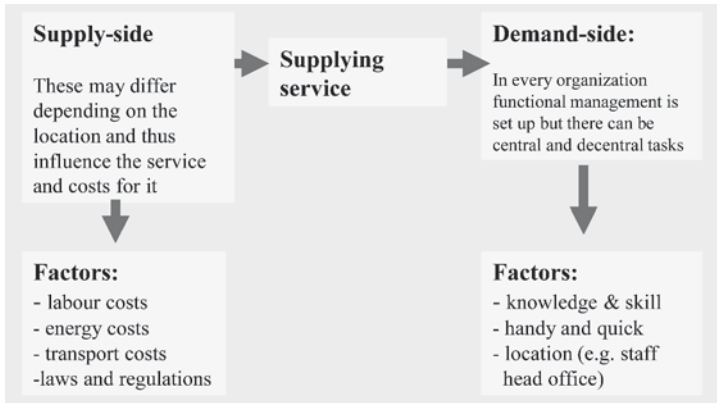 Supply-side
These may differ
depending on the
location and thus
influence the service
and costs for it
Supplying
service
Demand-side:
In every organization
functional management is
set up but there can be
central and decentral tasks
Factors:
- labour costs
- energy costs
- transport costs
-laws and regulations
Factors:
- knowledge & skill
- handy and quick
- location (e.g. staff
head office)